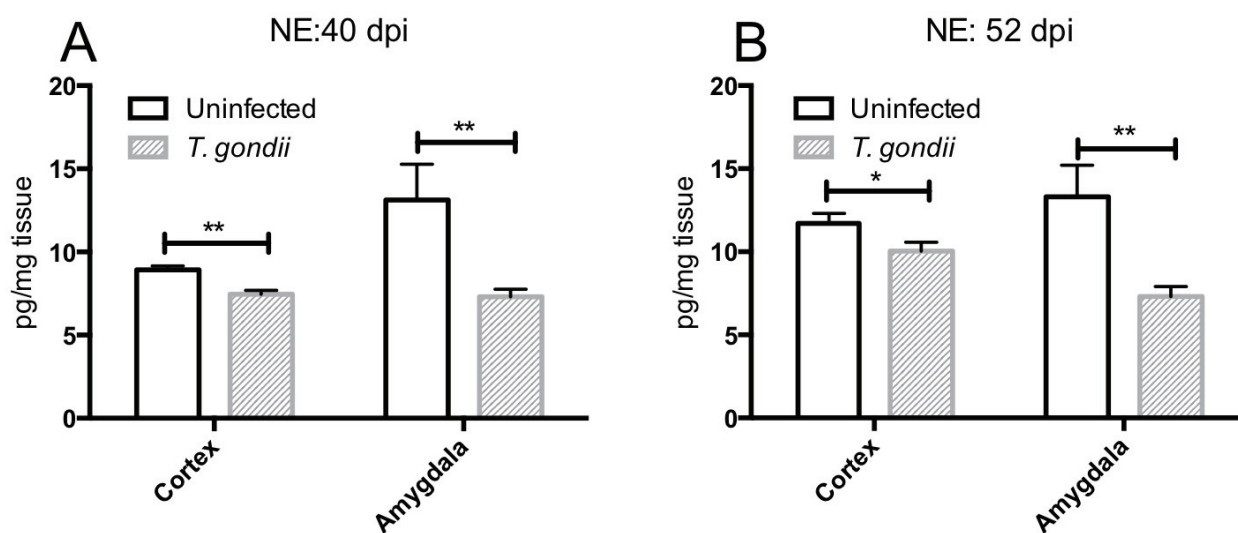 A
NE:40 dpi
20
15
10
5
0
pg/mg tissue
Uninfected
T. gondii
**
**
Cortex
Amygdala
B
NE: 52 dpi
20
15
10
5
0
pg/mg tissue
Uninfected
T. gondii
*
**
Cortex
Amygdala